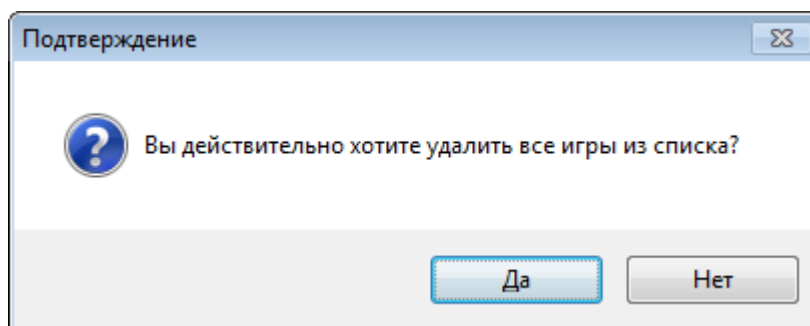 Подтверждение
Вы действительно хотите удалить все игры из списка?
Да
Нет